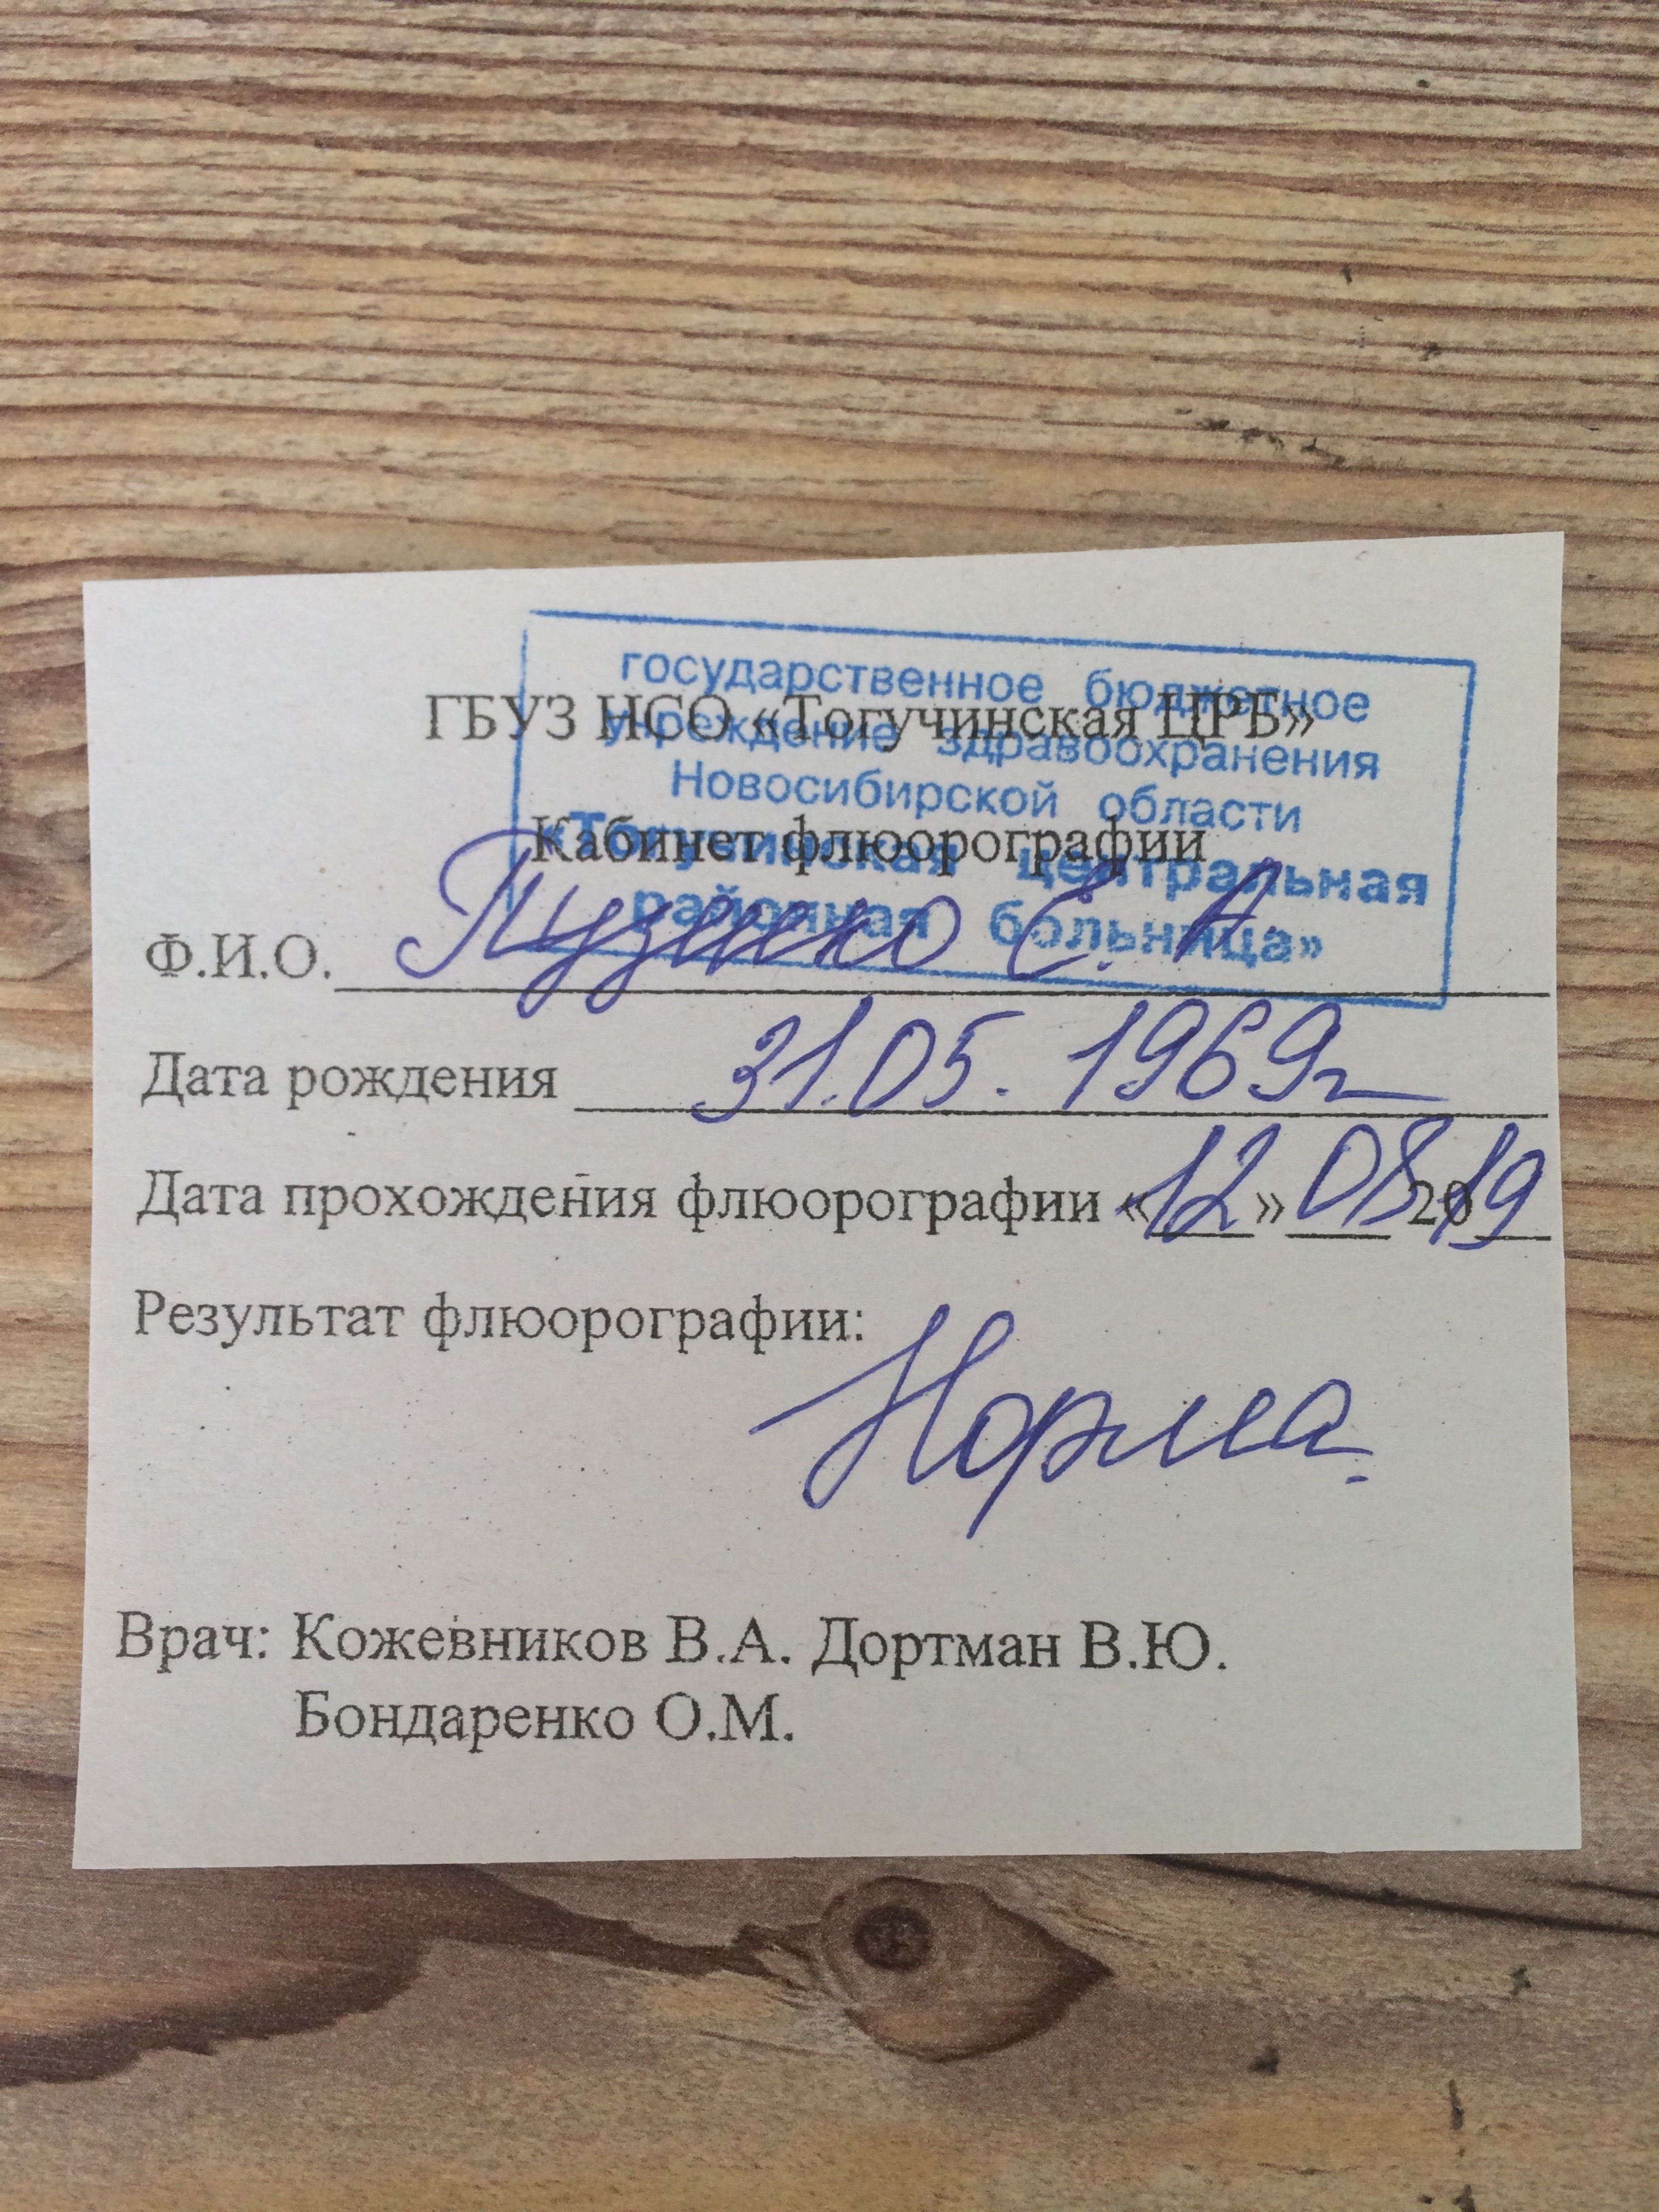 государственное бюджетное
ГБУЗ НСО «Тогучинская ЦРБ»
учреждение здравоохранения
Новосибирской области
Кабинет флюорографии
«Тогучинская центральная
районная больница»
Ф.И.О. С. А.
Дата рождения 31.05.1969г
Дата прохождения флюорографии «12» 08 2019
Результат флюорографии:
Норма.
Врач: Кожевников В.А. Дортман В.Ю.
Бондаренко О.М.